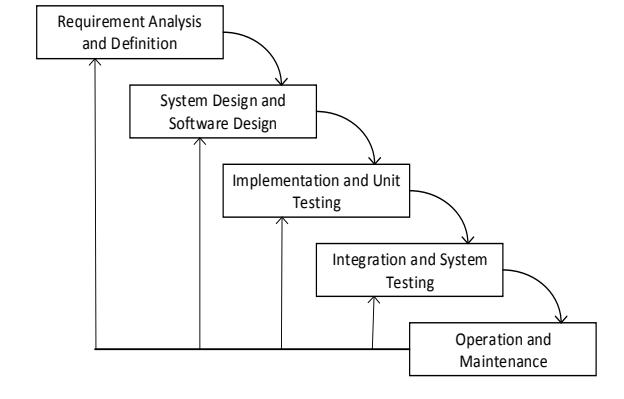 Requirement Analysis
and Definition
System Design and
Software Design
Implementation and Unit
Testing
Integration and System
Testing
Operation and
Maintenance